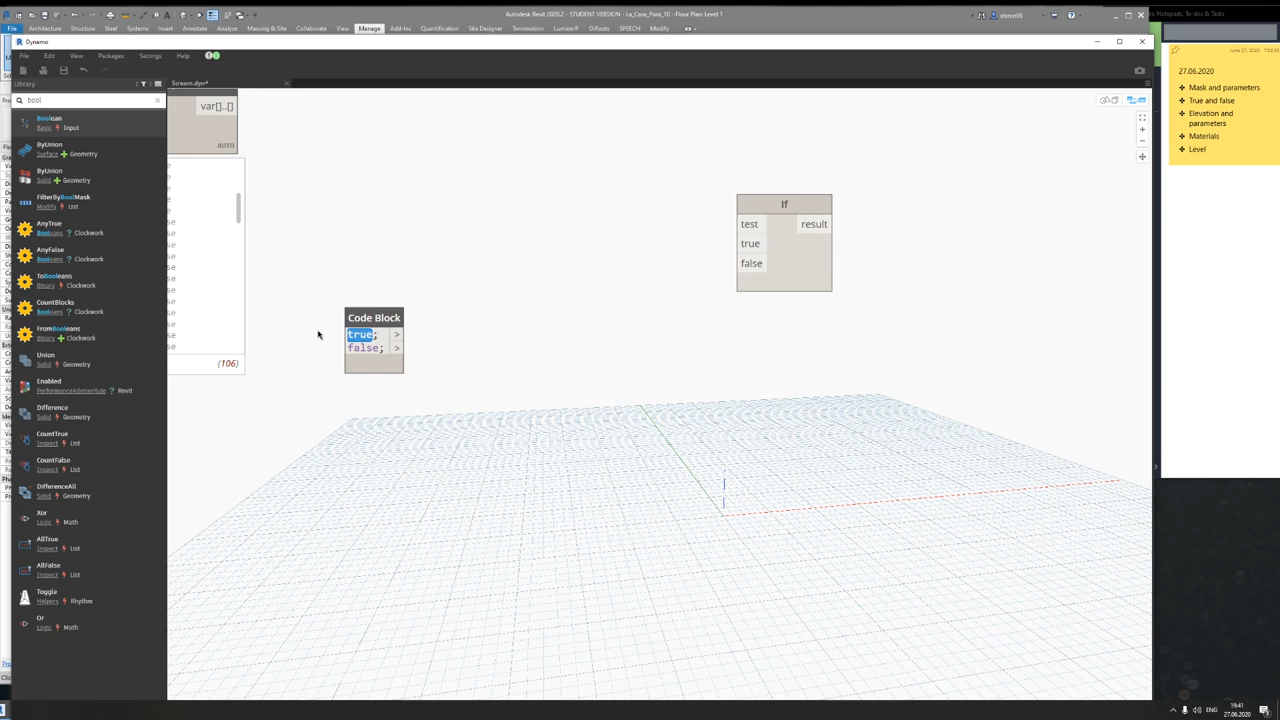 Autodesk Revit 2020.2 - STUDENT VERSION - La_Casa_Pura_10 - Floor Plan: Level 1
Notepads, To-dos & Tasks
File Architecture Structure Steel Systems Insert Annotate Analyze Massing & Site Collaborate View Manage Add-Ins Quantification Site Designer Twinmotion Lumion® DiRoots SPEECH Modify
Dynamo
File Edit View Packages Settings Help
Library
Stream.dyn*
bool
Boolean
Basic Input
ByUnion
Surface Geometry
ByUnion
Solid Geometry
FilterByBoolMask
Modify List
AnyTrue
Booleans ? Clockwork
AnyFalse
Booleans ? Clockwork
ToBooleans
Binary Clockwork
CountBlocks
Booleans ? Clockwork
FromBooleans
Binary Clockwork
Union
Solid Geometry
Enabled
PerformanceAdviserRule ? Revit
Difference
Solid Geometry
CountTrue
Inspect List
CountFalse
Inspect List
DifferenceAll
Solid Geometry
Xor
Logic Math
AllTrue
Inspect List
AllFalse
Inspect List
Toggle
Helpers Rhythm
Or
Logic Math
var[]..[]
AUTO
{106}
Code Block
true; >
false; >
If
test result
true
false
27.06.2020
Mask and parameters
True and false
Elevation and
parameters
Materials
Level
ENG
19:41
27.06.2020